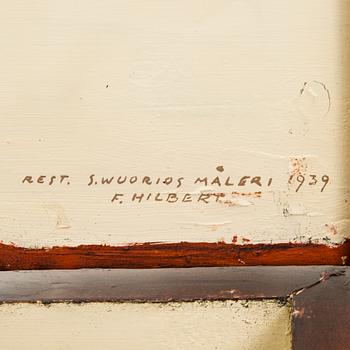 REST. S. WUORIOS MÅLERI 1939
F. HILBERT